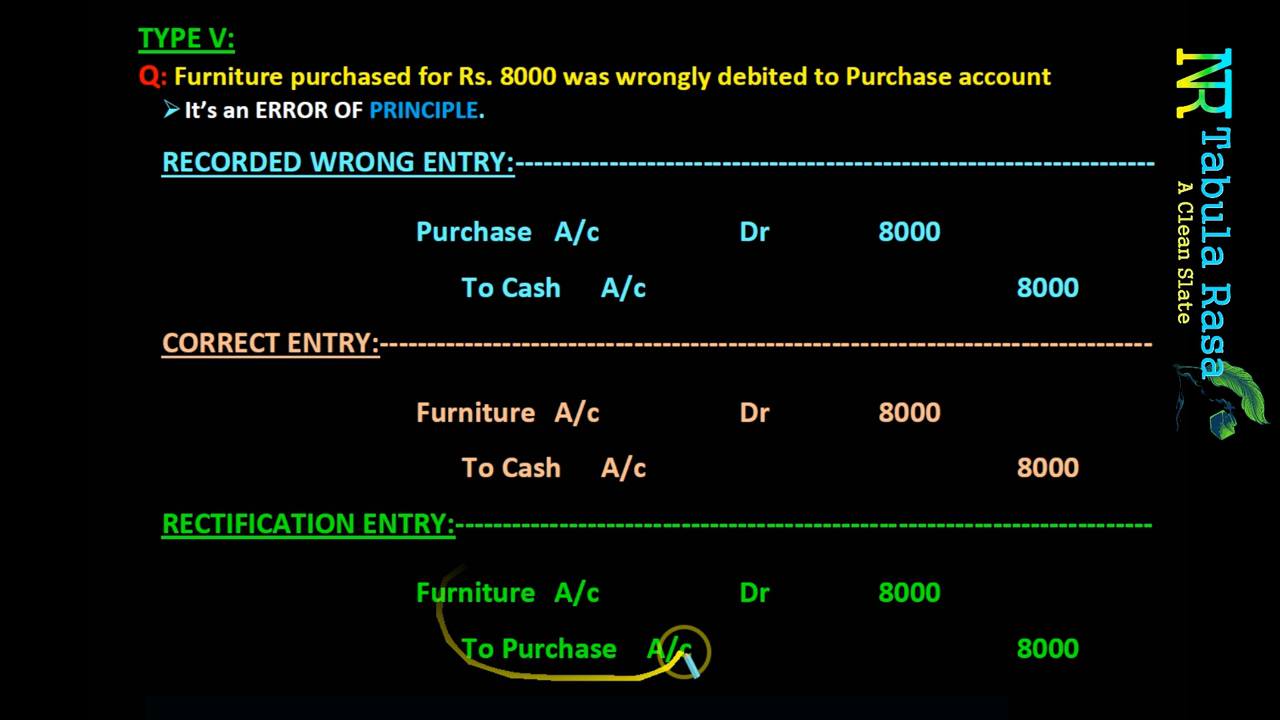 TYPE V:
Q: Furniture purchased for Rs. 8000 was wrongly debited to Purchase account
➢ It's an ERROR OF PRINCIPLE.
RECORDED WRONG ENTRY:--------------------------------------------------------------------
Purchase A/c Dr 8000
To Cash A/c 8000
CORRECT ENTRY:----------------------------------------------------------------------------------
Furniture A/c Dr 8000
To Cash A/c 8000
RECTIFICATION ENTRY:--------------------------------------------------------------------------
Furniture A/c Dr 8000
To Purchase A/c 8000
TR Tabula Rasa
A Clean Slate